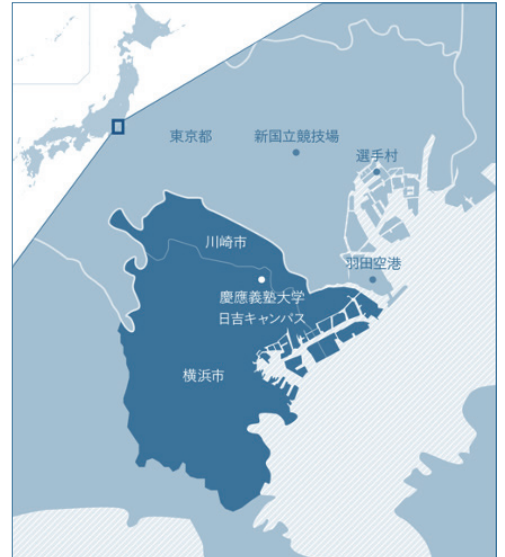 東京都
新国立競技場
選手村
川崎市
羽田空港
慶應義塾大学
日吉キャンパス
横浜市